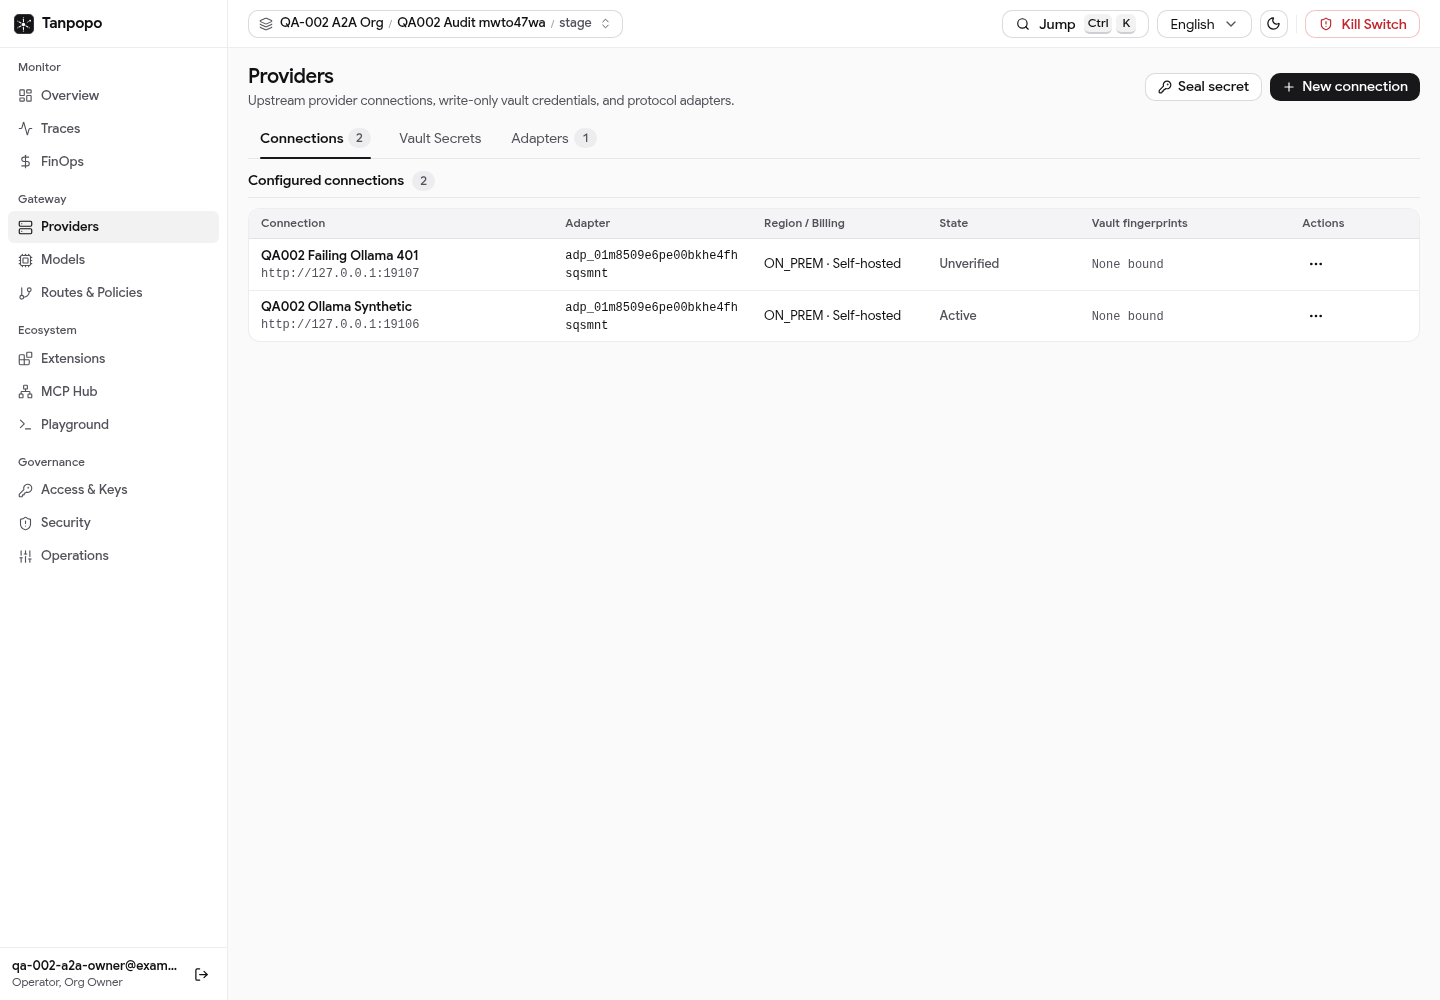 Tanpopo
QA-002 A2A Org / QA002 Audit mwto47wa / stage
Jump Ctrl K
English
Kill Switch
Monitor
Overview
Traces
FinOps
Gateway
Providers
Models
Routes & Policies
Ecosystem
Extensions
MCP Hub
Playground
Governance
Access & Keys
Security
Operations
qa-002-a2a-owner@exam...
Operator, Org Owner
Providers
Upstream provider connections, write-only vault credentials, and protocol adapters.
Seal secret
New connection
Connections 2
Vault Secrets
Adapters 1
Configured connections 2
Connection Adapter Region / Billing State Vault fingerprints Actions
QA002 Failing Ollama 401
http://127.0.0.1:19107
adp_01m8509e6pe00bkhe4fh
sqsmnt
ON_PREM · Self-hosted
Unverified
None bound
QA002 Ollama Synthetic
http://127.0.0.1:19106
adp_01m8509e6pe00bkhe4fh
sqsmnt
ON_PREM · Self-hosted
Active
None bound